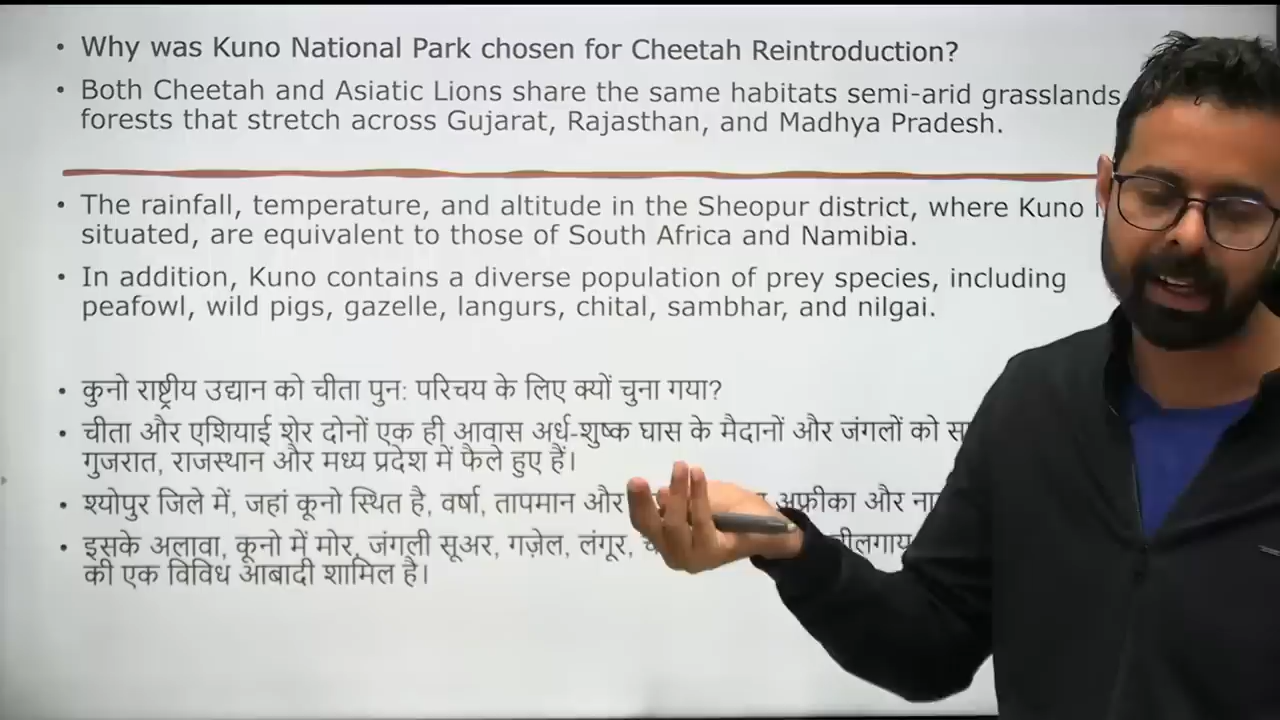 • Why was Kuno National Park chosen for Cheetah Reintroduction?
• Both Cheetah and Asiatic Lions share the same habitats semi-arid grasslands
forests that stretch across Gujarat, Rajasthan, and Madhya Pradesh.
• The rainfall, temperature, and altitude in the Sheopur district, where Kuno
situated, are equivalent to those of South Africa and Namibia.
• In addition, Kuno contains a diverse population of prey species, including
peafowl, wild pigs, gazelle, langurs, chital, sambhar, and nilgai.
• कुनो राष्ट्रीय उद्यान को चीता पुन: परिचय के लिए क्यों चुना गया?
• चीता और एशियाई शेर दोनों एक ही आवास अर्ध-शुष्क घास के मैदानों और जंगलों को
गुजरात, राजस्थान और मध्य प्रदेश में फैले हुए हैं।
• श्योपुर जिले में, जहां कूनो स्थित है, वर्षा, तापमान और अफ्रीका और
• इसके अलावा, कूनो में मोर, जंगली सूअर, गज़ेल, लंगूर, नीलगाय
की एक विविध आबादी शामिल है।